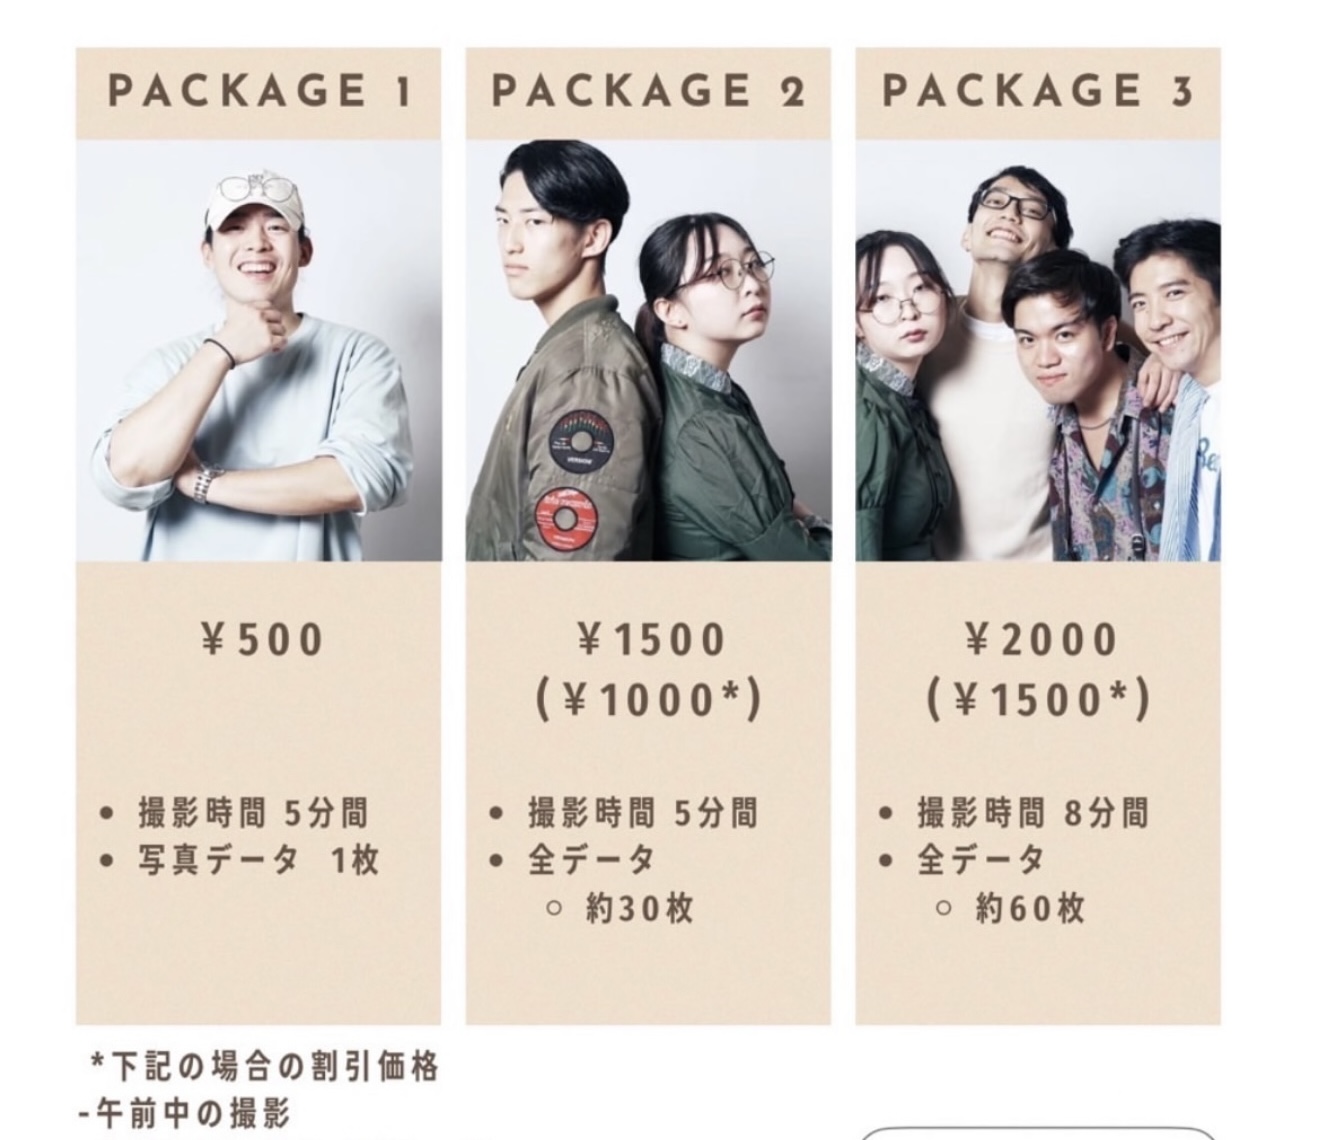 PACKAGE 1
PACKAGE 2
PACKAGE 3
VERSION!
¥500
¥1500
(¥1000*)
¥2000
(¥1500*)
• 撮影時間 5分間
• 写真データ 1枚
• 撮影時間 5分間
• 全データ
○ 約30枚
• 撮影時間 8分間
• 全データ
○ 約60枚
*下記の場合の割引価格
-午前中の撮影